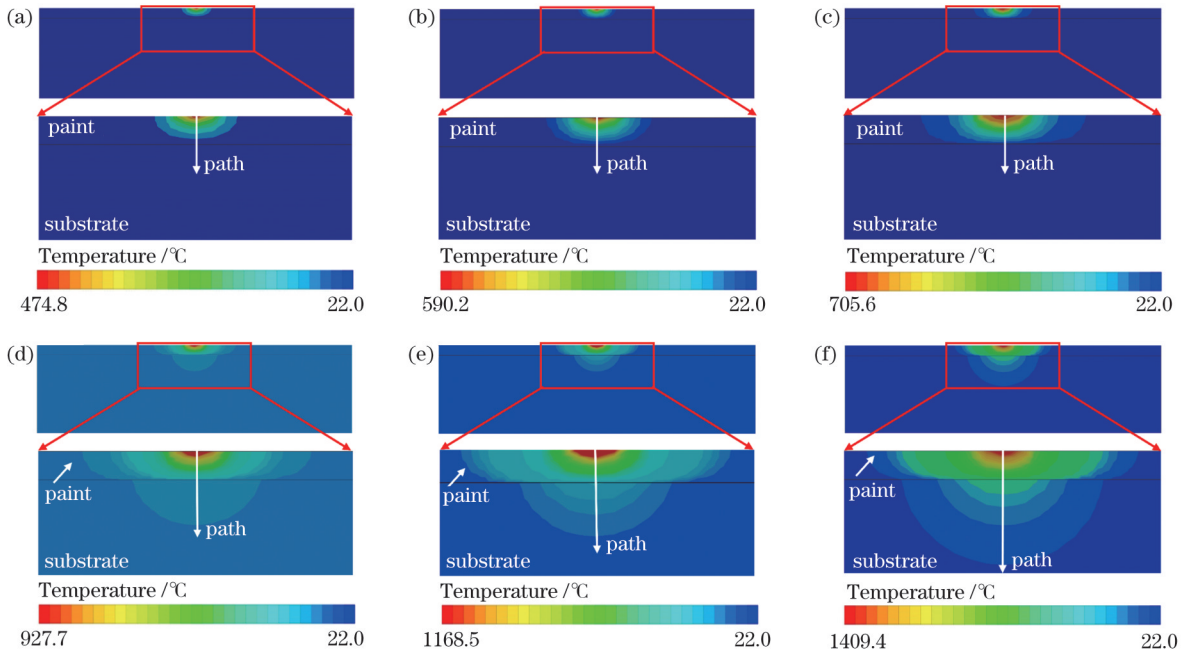 (a)
paint
path
substrate
Temperature /℃
474.8 22.0
(b)
paint
path
substrate
Temperature /℃
590.2 22.0
(c)
paint
path
substrate
Temperature /℃
705.6 22.0
(d)
paint
path
substrate
Temperature /℃
927.7 22.0
(e)
paint
path
substrate
Temperature /℃
1168.5 22.0
(f)
paint
path
substrate
Temperature /℃
1409.4 22.0